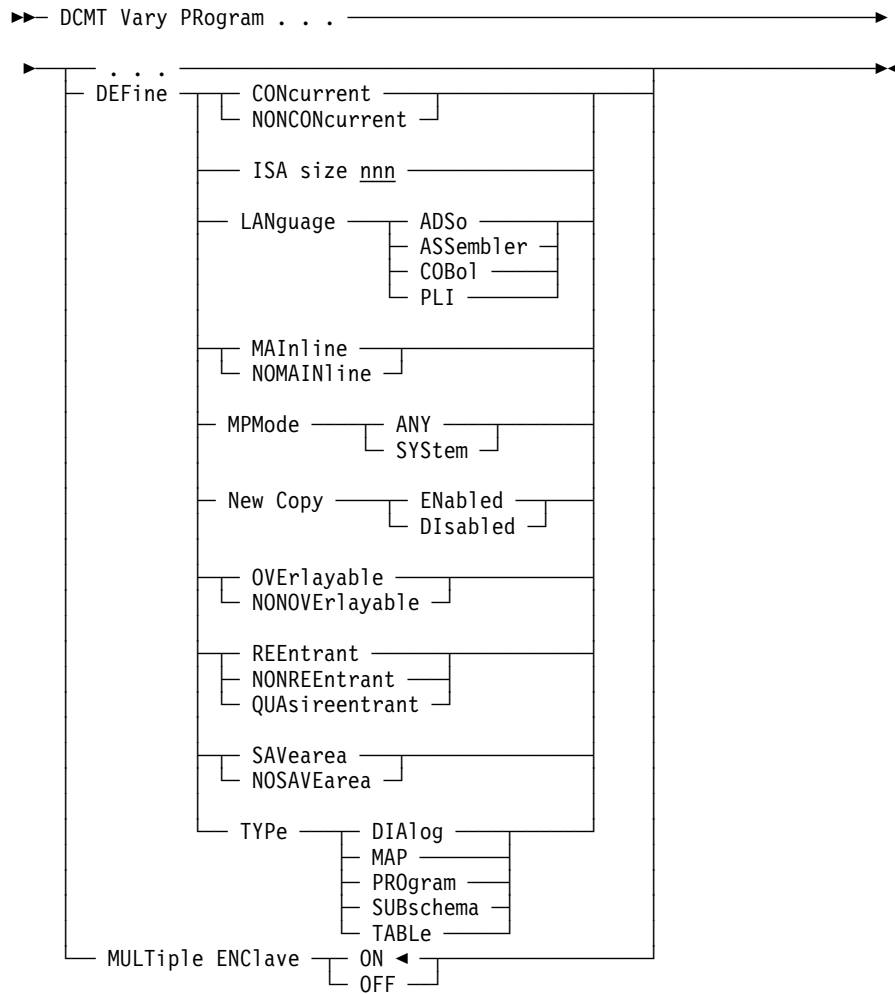 DCMT Vary PRogram . . .
. . .
DEFine CONcurrent
NONCONcurrent
ISA size nnn
LANguage ADSo
ASSembler
COBol
PLI
MAInline
NOMAINline
MPMode ANY
SYStem
New Copy ENabled
DIsabled
OVErlayable
NONOVErlayable
REEntrant
NONREEntrant
QUAsireentrant
SAVearea
NOSAVEarea
TYPe DIAlog
MAP
PROgram
SUBschema
TABLe
MULTiple ENClave ON
OFF